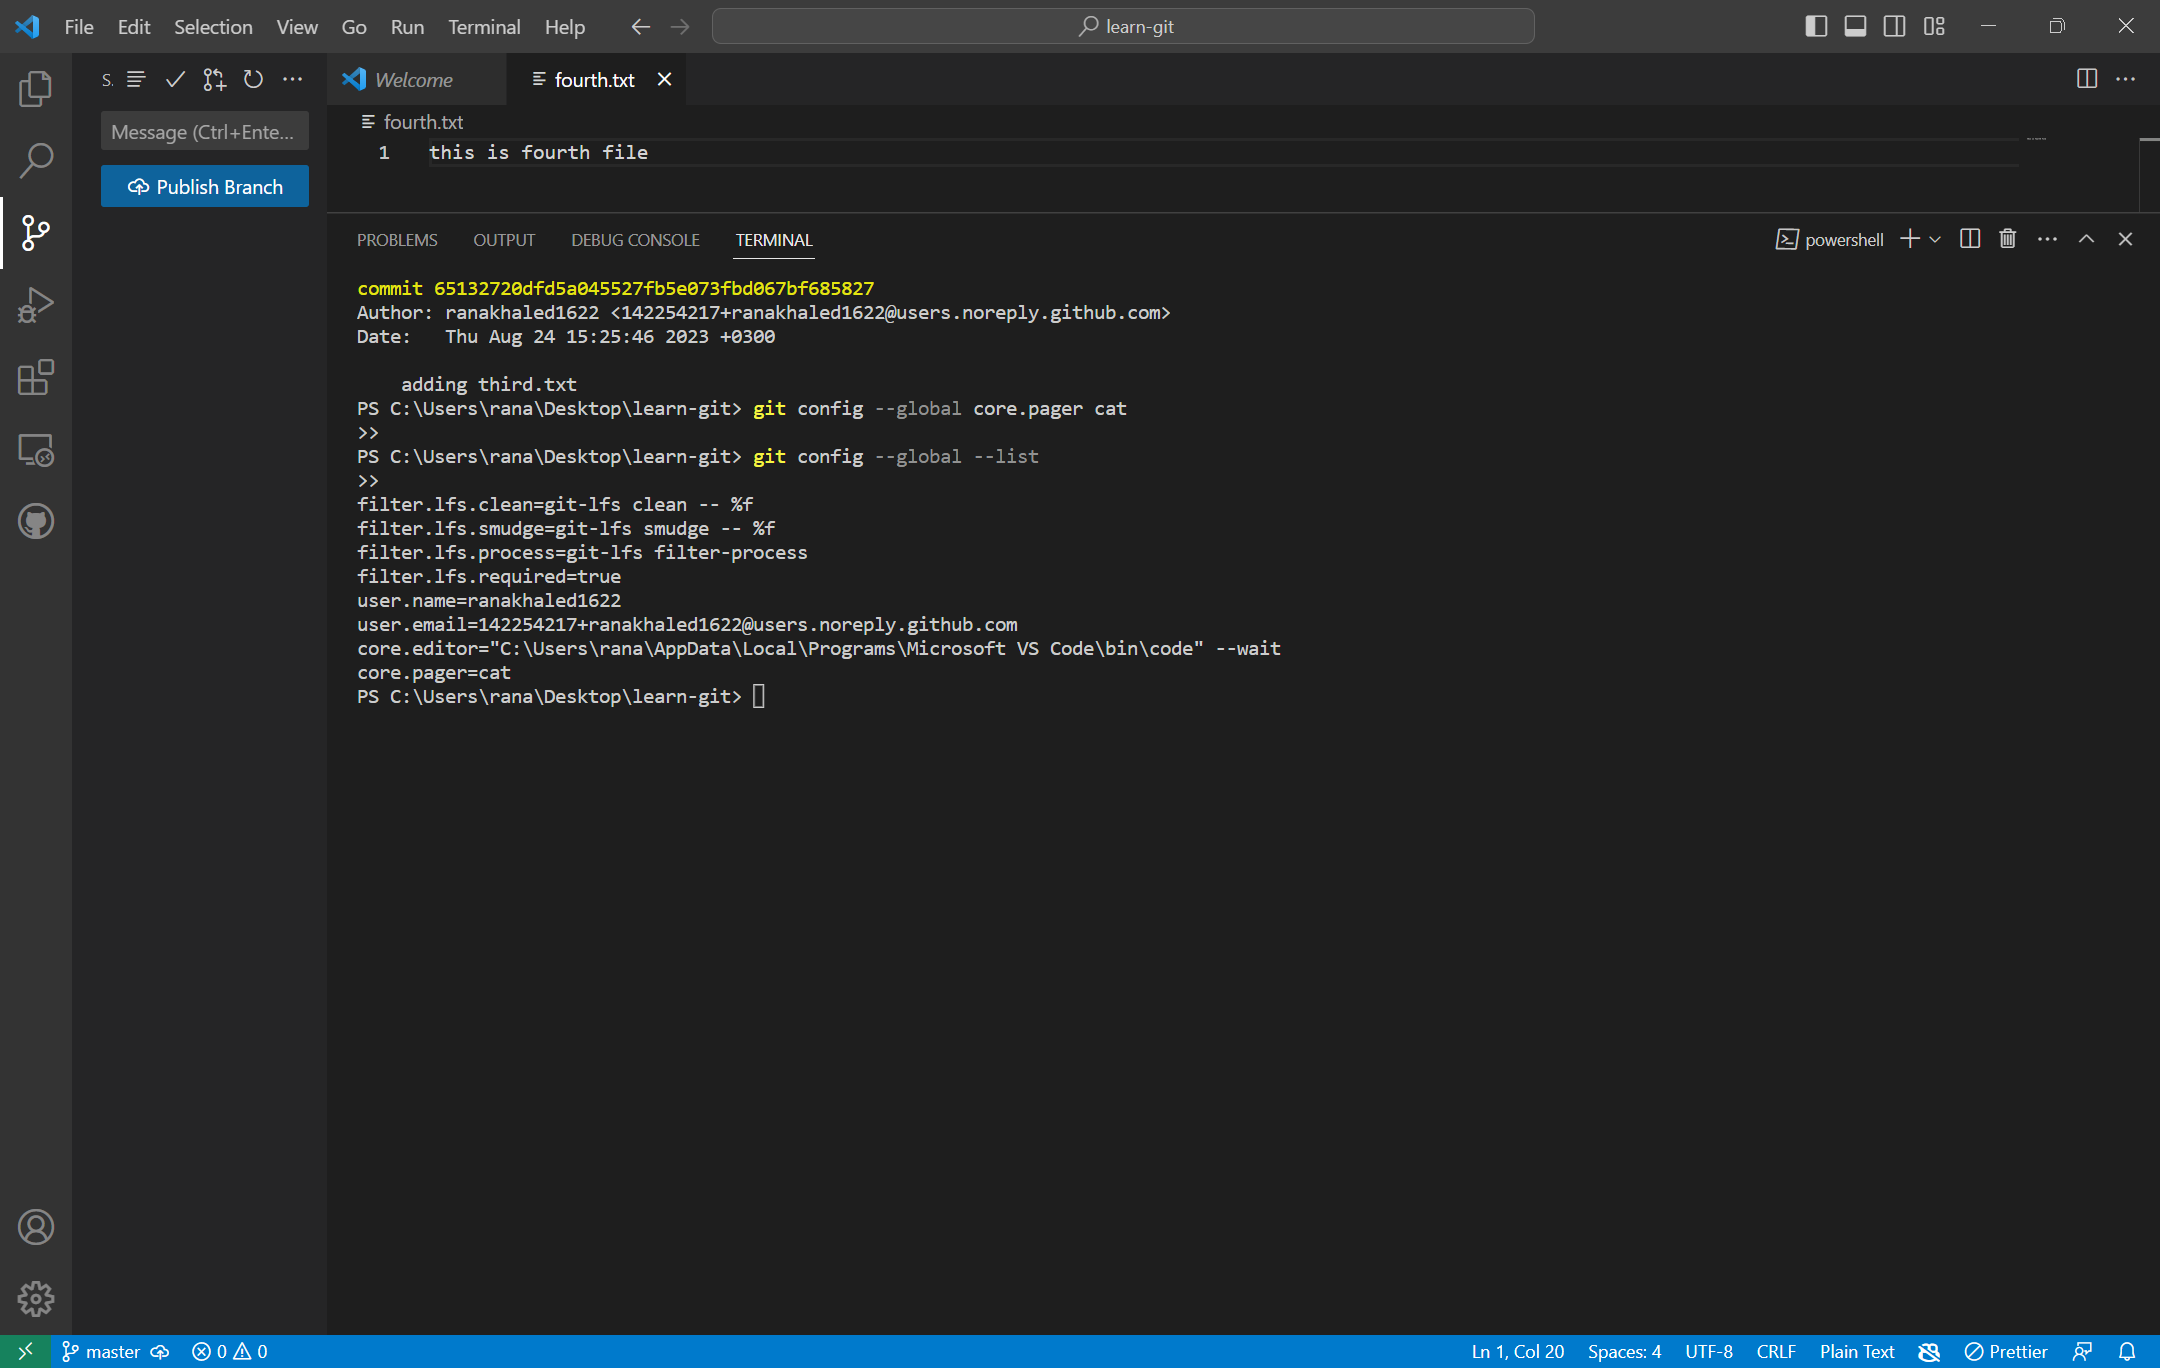 File Edit Selection View Go Run Terminal Help learn-git
S.
Welcome fourth.txt
Message (Ctrl+Ente...
Publish Branch
fourth.txt
1 this is fourth file
PROBLEMS OUTPUT DEBUG CONSOLE TERMINAL powershell
commit 65132720dfd5a045527fb5e073fbd067bf685827
Author: ranakhaled1622 <142254217+ranakhaled1622@users.noreply.github.com>
Date:   Thu Aug 24 15:25:46 2023 +0300
    adding third.txt
PS C:\Users\rana\Desktop\learn-git> git config --global core.pager cat
>>
PS C:\Users\rana\Desktop\learn-git> git config --global --list
>>
filter.lfs.clean=git-lfs clean -- %f
filter.lfs.smudge=git-lfs smudge -- %f
filter.lfs.process=git-lfs filter-process
filter.lfs.required=true
user.name=ranakhaled1622
user.email=142254217+ranakhaled1622@users.noreply.github.com
core.editor="C:\Users\rana\AppData\Local\Programs\Microsoft VS Code\bin\code" --wait
core.pager=cat
PS C:\Users\rana\Desktop\learn-git>
master 0 0 Ln 1, Col 20 Spaces: 4 UTF-8 CRLF Plain Text Prettier